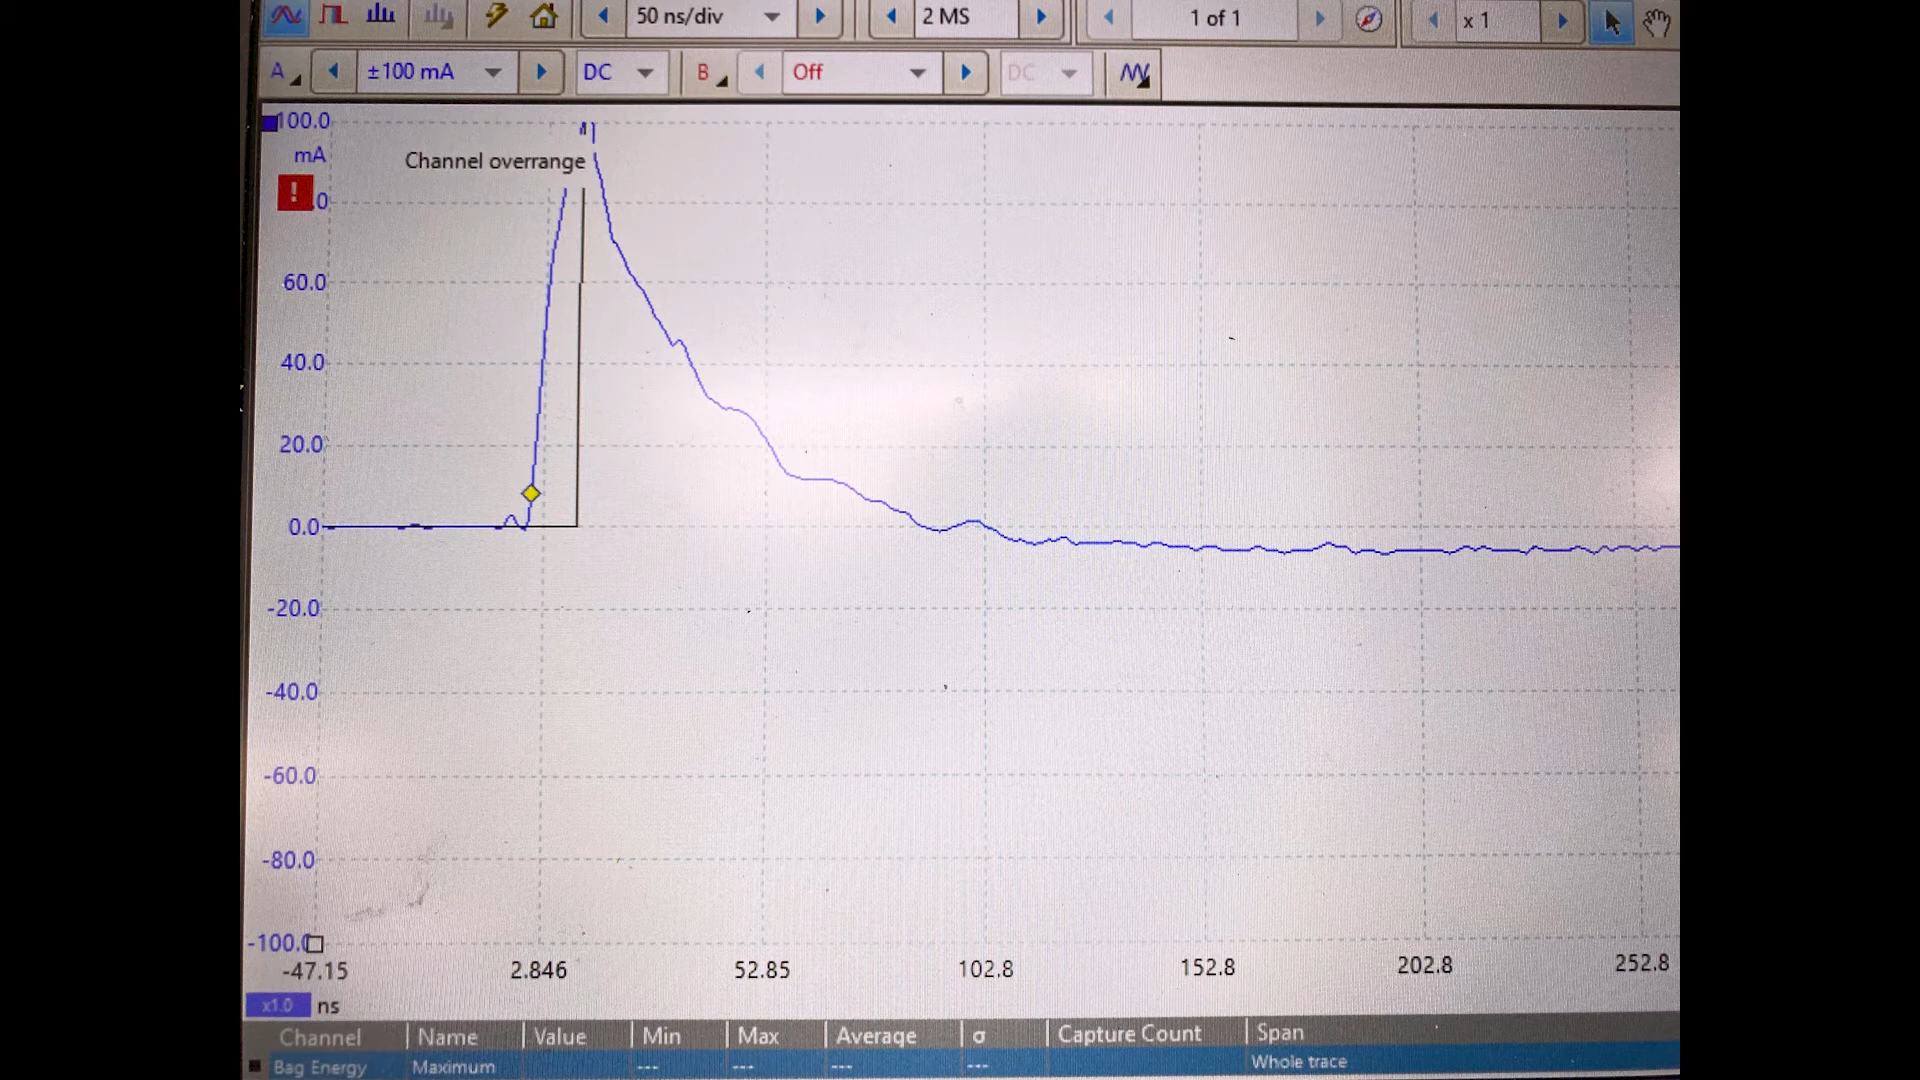 50 ns/div 2 MS 1 of 1 x 1
A ±100 mA DC B Off DC
100.0
mA
Channel overrange
! .0
60.0
40.0
20.0
0.0
-20.0
-40.0
-60.0
-80.0
-100.0
-47.15 2.846 52.85 102.8 152.8 202.8 252.8
x1.0 ns
Channel Name Value Min Max Average σ Capture Count Span
Bag Energy Maximum --- --- --- --- Whole trace